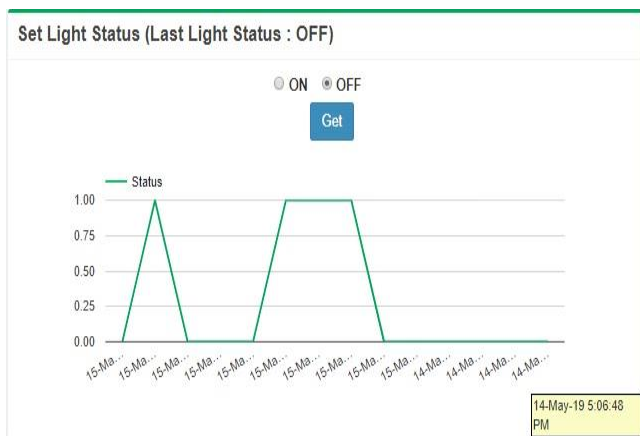 Set Light Status (Last Light Status : OFF)
ON OFF
Get
Status
1.00
0.75
0.50
0.25
0.00
15-Ma... 15-Ma... 15-Ma... 15-Ma... 15-Ma... 15-Ma... 15-Ma... 15-Ma... 15-Ma... 15-Ma... 14-Ma... 14-Ma... 14-Ma... 14-Ma...
14-May-19 5:06:48
PM